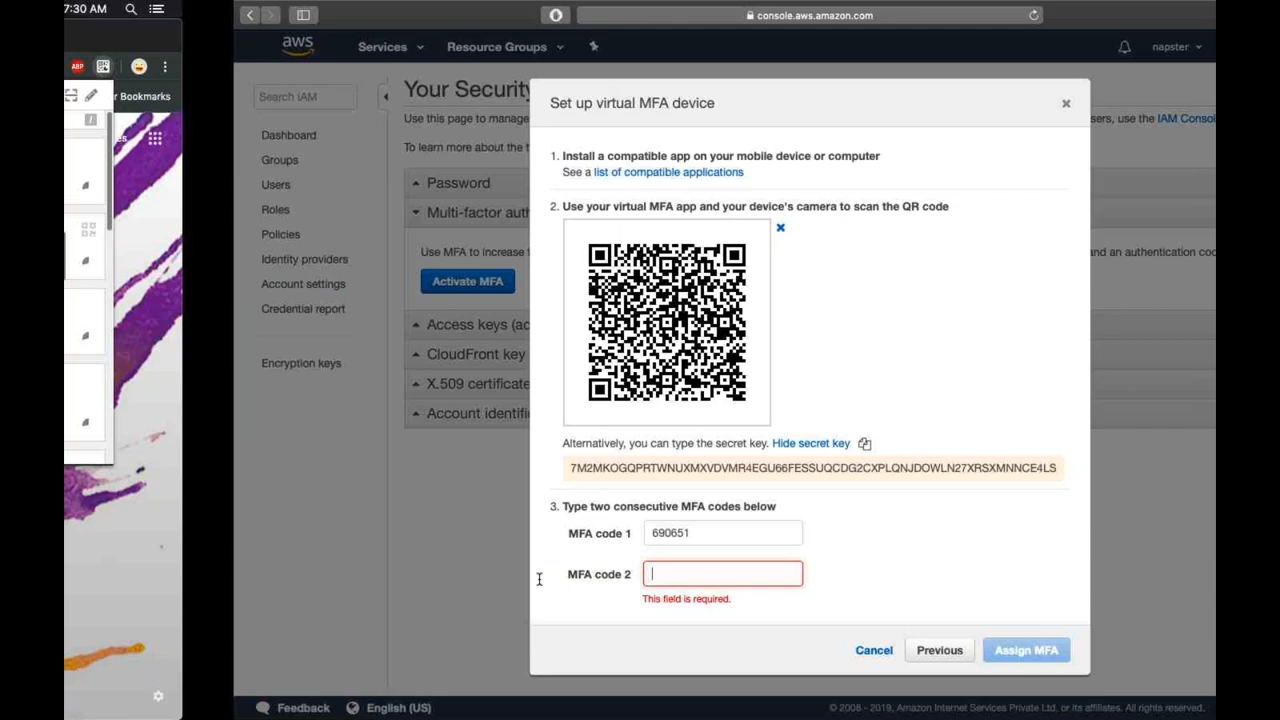 7:30 AM
ABP
r Bookmarks
es
console.aws.amazon.com
aws
Services
Resource Groups
napster
Search IAM
Dashboard
Groups
Users
Roles
Policies
Identity providers
Account settings
Credential report
Encryption keys
Your Security
Use this page to manage
ers, use the IAM Consol
To learn more about the t
Password
Multi-factor auth
Use MFA to increase t
and an authentication cod
Activate MFA
Access keys (ac
CloudFront key
X.509 certificate
Account identifi
Set up virtual MFA device
1. Install a compatible app on your mobile device or computer
See a list of compatible applications
2. Use your virtual MFA app and your device's camera to scan the QR code
Alternatively, you can type the secret key. Hide secret key
7M2MKOGQPRTWNUXMXVDVMR4EGU66FESSUQCDG2CXPLQNJDOWLN27XRSXMNNCE4LS
3. Type two consecutive MFA codes below
MFA code 1
690651
MFA code 2
This field is required.
Cancel
Previous
Assign MFA
Feedback
English (US)
© 2008 - 2019, Amazon Internet Services Private Ltd. or its affiliates. All rights reserved.